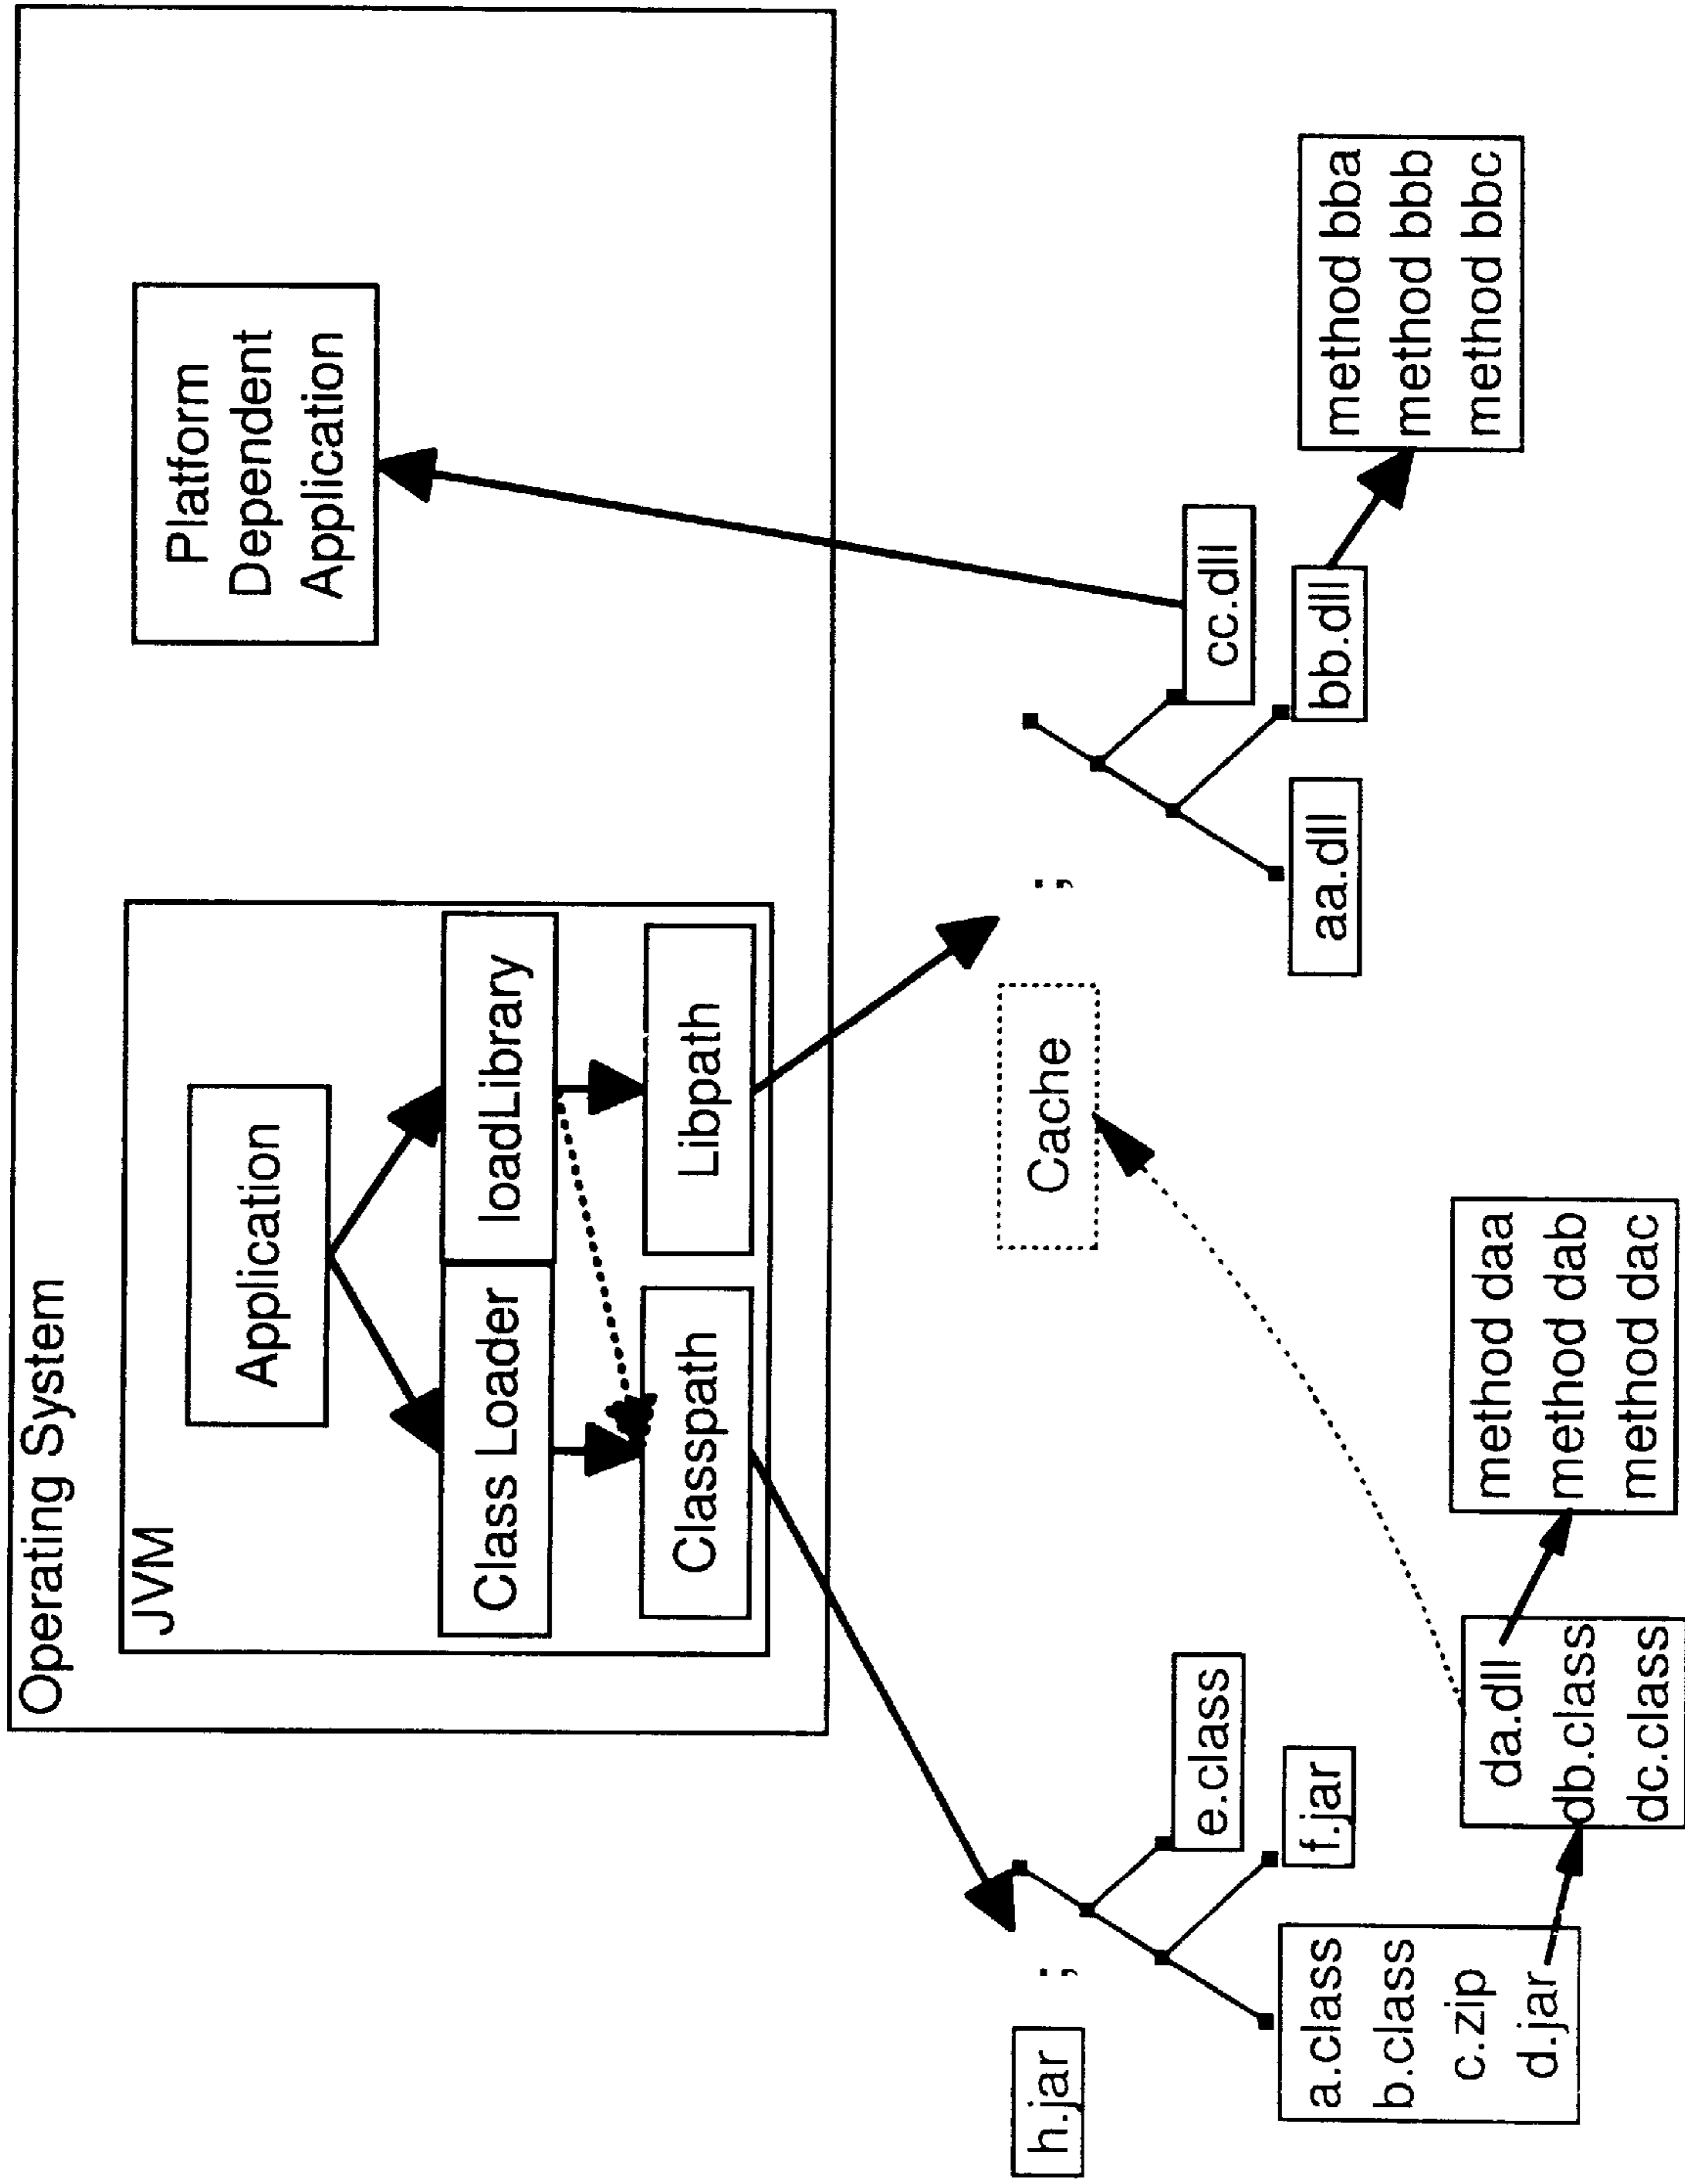 Operating System
JVM
Application
Class Loader
loadLibrary
Classpath
Libpath
Platform
Dependent
Application
h.jar
;
e.class
f.jar
a.class
b.class
c.zip
d.jar
da.dll
db.class
dc.class
method daa
method dab
method dac
Cache
;
cc.dll
bb.dll
aa.dll
method bba
method bbb
method bbc